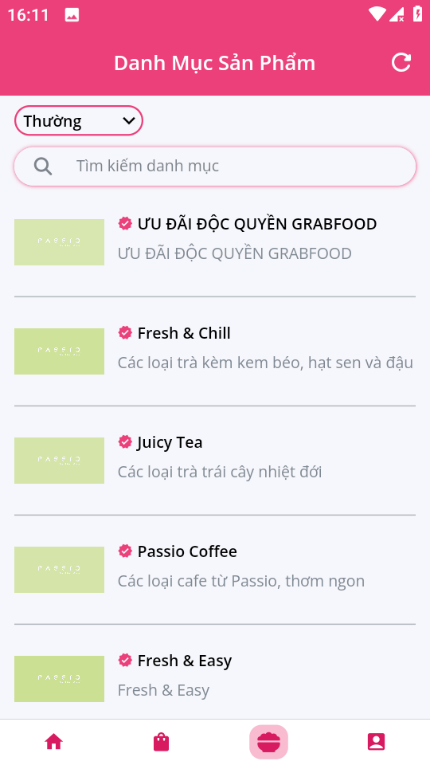 16:11
Danh Mục Sản Phẩm
Thường
Tìm kiếm danh mục
ƯU ĐÃI ĐỘC QUYỀN GRABFOOD
ƯU ĐÃI ĐỘC QUYỀN GRABFOOD
PASSIO
Fresh & Chill
Các loại trà kèm kem béo, hạt sen và đậu
PASSIO
Juicy Tea
Các loại trà trái cây nhiệt đới
PASSIO
Passio Coffee
Các loại cafe từ Passio, thơm ngon
PASSIO
Fresh & Easy
Fresh & Easy
PASSIO